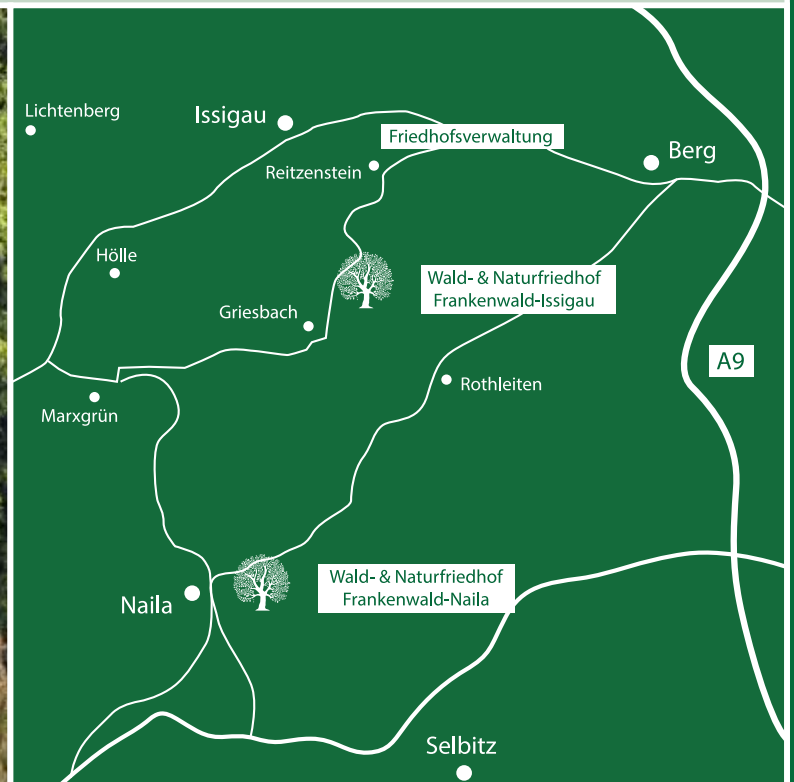 Lichtenberg
Issigau
Friedhofsverwaltung
Berg
Reitzenstein
Hölle
Wald- & Naturfriedhof
Frankenwald-Issigau
Griesbach
A9
Rothleiten
Marxgrün
Wald- & Naturfriedhof
Frankenwald-Naila
Naila
Selbitz